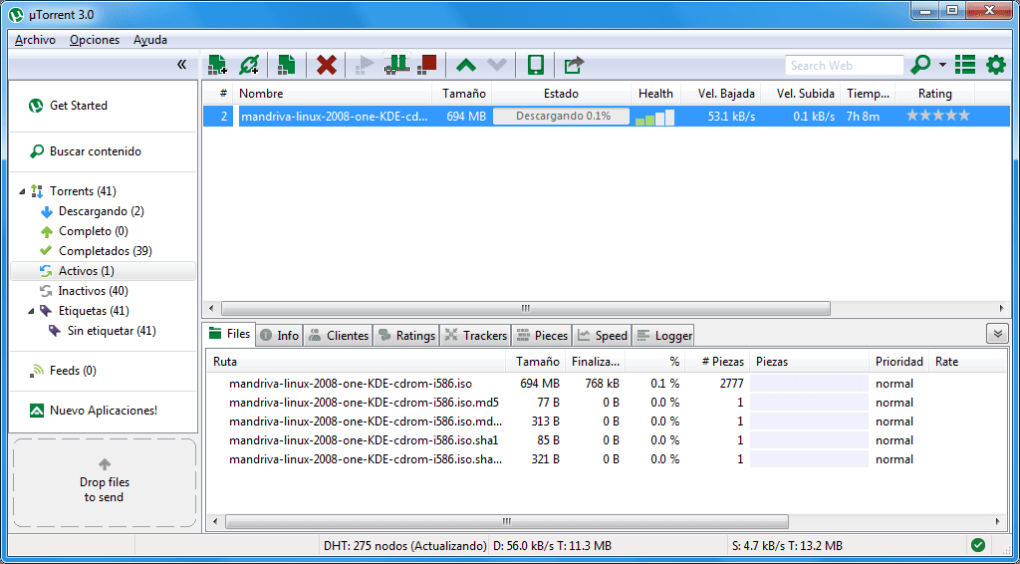 µTorrent 3.0
Archivo Opciones Ayuda
«
Search Web
Get Started
Buscar contenido
Torrents (41)
Descargando (2)
Completo (0)
Completados (39)
Activos (1)
Inactivos (40)
Etiquetas (41)
Sin etiquetar (41)
Feeds (0)
Nuevo Aplicaciones!
Drop files
to send
# Nombre Tamaño Estado Health Vel. Bajada Vel. Subida Tiemp... Rating
2 mandriva-linux-2008-one-KDE-cd... 694 MB Descargando 0.1% 53.1 kB/s 0.1 kB/s 7h 8m
Files Info Clientes Ratings Trackers Pieces Speed Logger
Ruta Tamaño Finaliza... % # Piezas Piezas Prioridad Rate
mandriva-linux-2008-one-KDE-cdrom-i586.iso 694 MB 768 kB 0.1 % 2777 normal
mandriva-linux-2008-one-KDE-cdrom-i586.iso.md5 77 B 0 B 0.0 % 1 normal
mandriva-linux-2008-one-KDE-cdrom-i586.iso.md... 313 B 0 B 0.0 % 1 normal
mandriva-linux-2008-one-KDE-cdrom-i586.iso.sha1 85 B 0 B 0.0 % 1 normal
mandriva-linux-2008-one-KDE-cdrom-i586.iso.sha... 321 B 0 B 0.0 % 1 normal
DHT: 275 nodos (Actualizando) D: 56.0 kB/s T: 11.3 MB S: 4.7 kB/s T: 13.2 MB